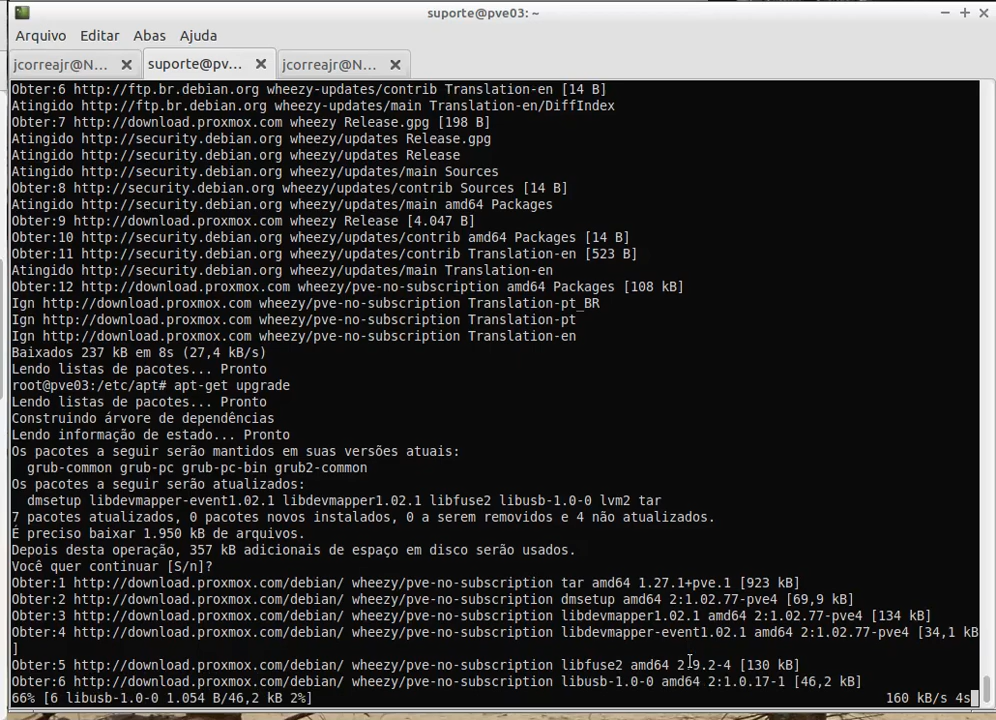 suporte@pve03: ~
Arquivo Editar Abas Ajuda
jcorreajr@N... suporte@pv... jcorreajr@N...
Obter:6 http://ftp.br.debian.org wheezy-updates/contrib Translation-en [14 B]
Atingido http://ftp.br.debian.org wheezy-updates/main Translation-en/DiffIndex
Obter:7 http://download.proxmox.com wheezy Release.gpg [198 B]
Atingido http://security.debian.org wheezy/updates Release.gpg
Atingido http://security.debian.org wheezy/updates Release
Atingido http://security.debian.org wheezy/updates/main Sources
Obter:8 http://security.debian.org wheezy/updates/contrib Sources [14 B]
Atingido http://security.debian.org wheezy/updates/main amd64 Packages
Obter:9 http://download.proxmox.com wheezy Release [4.047 B]
Obter:10 http://security.debian.org wheezy/updates/contrib amd64 Packages [14 B]
Obter:11 http://security.debian.org wheezy/updates/contrib Translation-en [523 B]
Atingido http://security.debian.org wheezy/updates/main Translation-en
Obter:12 http://download.proxmox.com wheezy/pve-no-subscription amd64 Packages [108 kB]
Ign http://download.proxmox.com wheezy/pve-no-subscription Translation-pt_BR
Ign http://download.proxmox.com wheezy/pve-no-subscription Translation-pt
Ign http://download.proxmox.com wheezy/pve-no-subscription Translation-en
Baixados 237 kB em 8s (27,4 kB/s)
Lendo listas de pacotes... Pronto
root@pve03:/etc/apt# apt-get upgrade
Lendo listas de pacotes... Pronto
Construindo árvore de dependências
Lendo informação de estado... Pronto
Os pacotes a seguir serão mantidos em suas versões atuais:
grub-common grub-pc grub-pc-bin grub2-common
Os pacotes a seguir serão atualizados:
dmsetup libdevmapper-event1.02.1 libdevmapper1.02.1 libfuse2 libusb-1.0-0 lvm2 tar
7 pacotes atualizados, 0 pacotes novos instalados, 0 a serem removidos e 4 não atualizados.
É preciso baixar 1.950 kB de arquivos.
Depois desta operação, 357 kB adicionais de espaço em disco serão usados.
Você quer continuar [S/n]?
Obter:1 http://download.proxmox.com/debian/ wheezy/pve-no-subscription tar amd64 1.27.1+pve.1 [923 kB]
Obter:2 http://download.proxmox.com/debian/ wheezy/pve-no-subscription dmsetup amd64 2:1.02.77-pve4 [69,9 kB]
Obter:3 http://download.proxmox.com/debian/ wheezy/pve-no-subscription libdevmapper1.02.1 amd64 2:1.02.77-pve4 [134 kB]
Obter:4 http://download.proxmox.com/debian/ wheezy/pve-no-subscription libdevmapper-event1.02.1 amd64 2:1.02.77-pve4 [34,1 kB
]
Obter:5 http://download.proxmox.com/debian/ wheezy/pve-no-subscription libfuse2 amd64 2.9.2-4 [130 kB]
Obter:6 http://download.proxmox.com/debian/ wheezy/pve-no-subscription libusb-1.0-0 amd64 2:1.0.17-1 [46,2 kB]
66% [6 libusb-1.0-0 1.054 B/46,2 kB 2%] 160 kB/s 4s